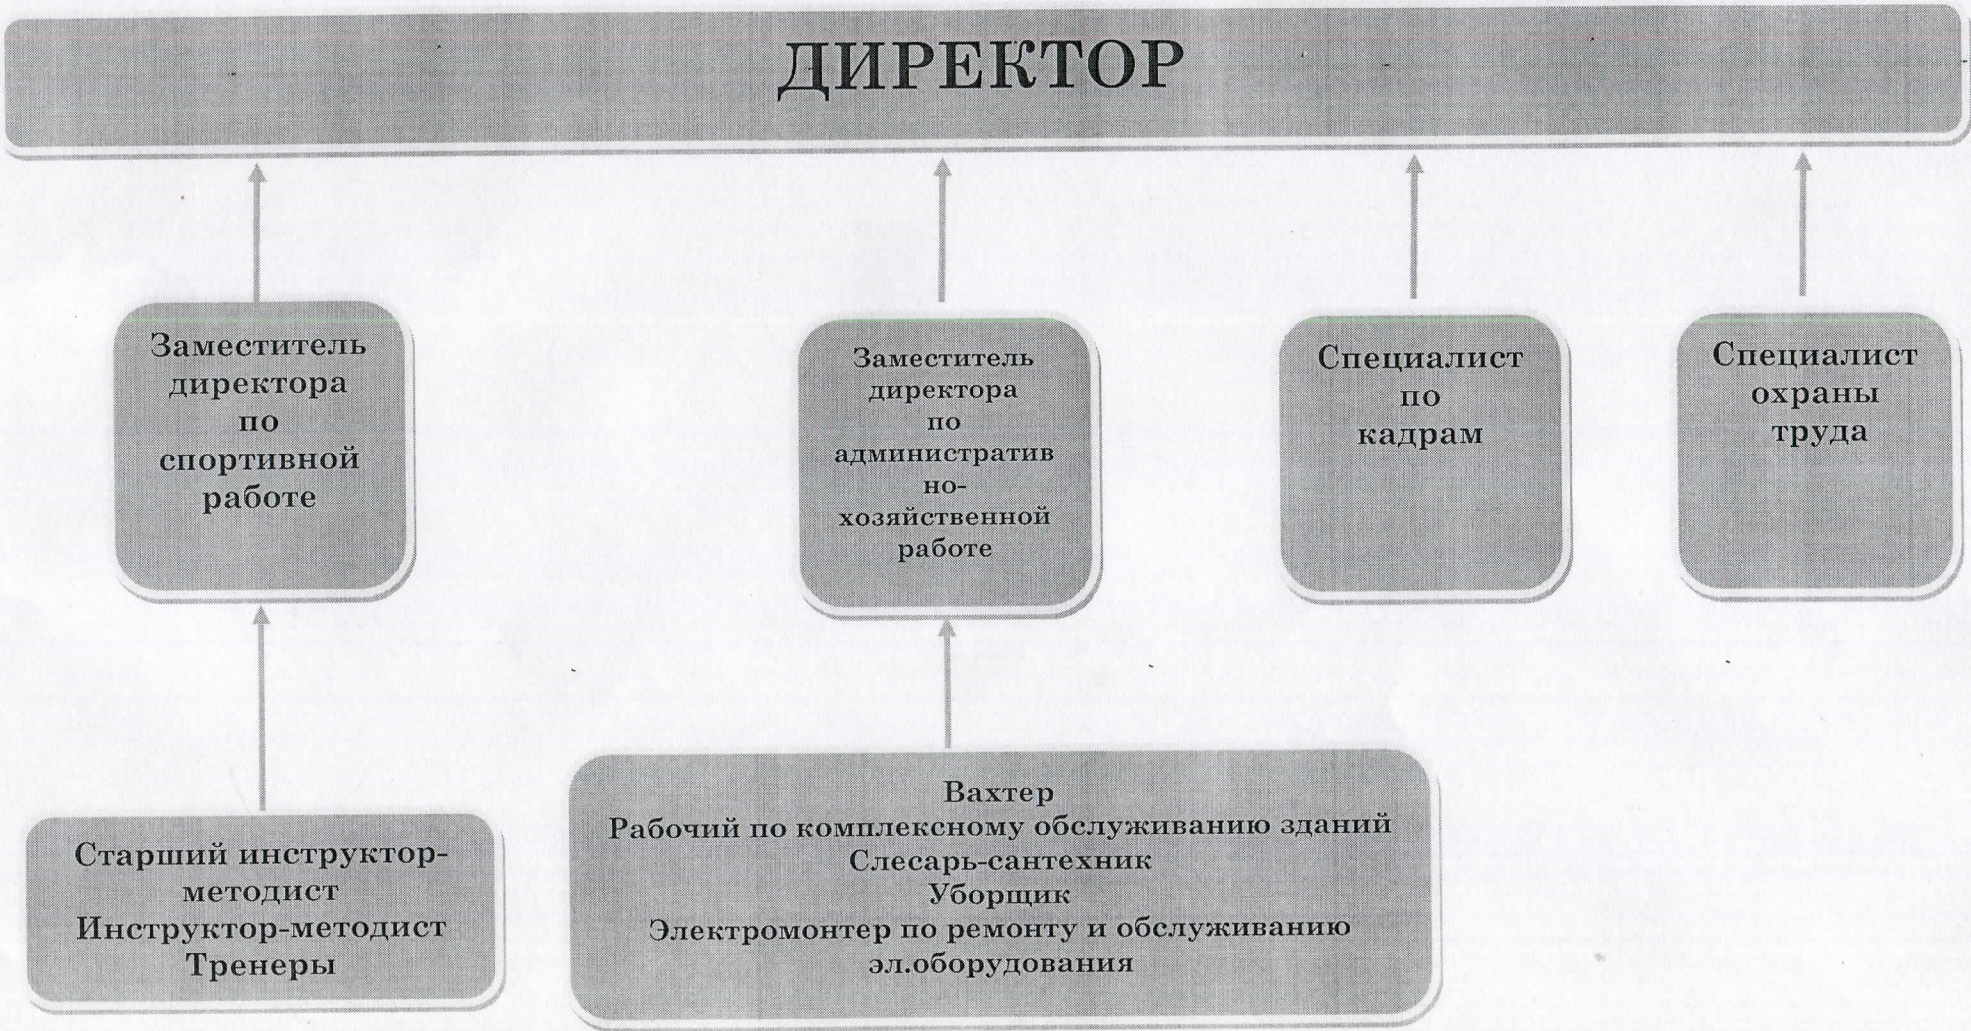 ДИРЕКТОР
Заместитель
директора
по
спортивной
работе
Заместитель
директора
по
административ
но-
хозяйственной
работе
Специалист
по
кадрам
Специалист
охраны
труда
Старший инструктор-
методист
Инструктор-методист
Тренеры
Вахтер
Рабочий по комплексному обслуживанию зданий
Слесарь-сантехник
Уборщик
Электромонтер по ремонту и обслуживанию
эл.оборудования